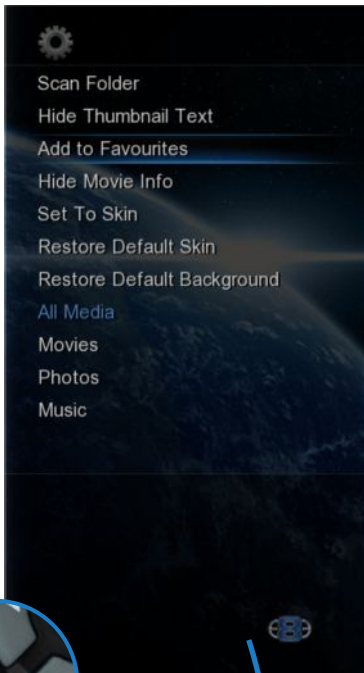 Scan Folder
Hide Thumbnail Text
Add to Favourites
Hide Movie Info
Set To Skin
Restore Default Skin
Restore Default Background
All Media
Movies
Photos
Music